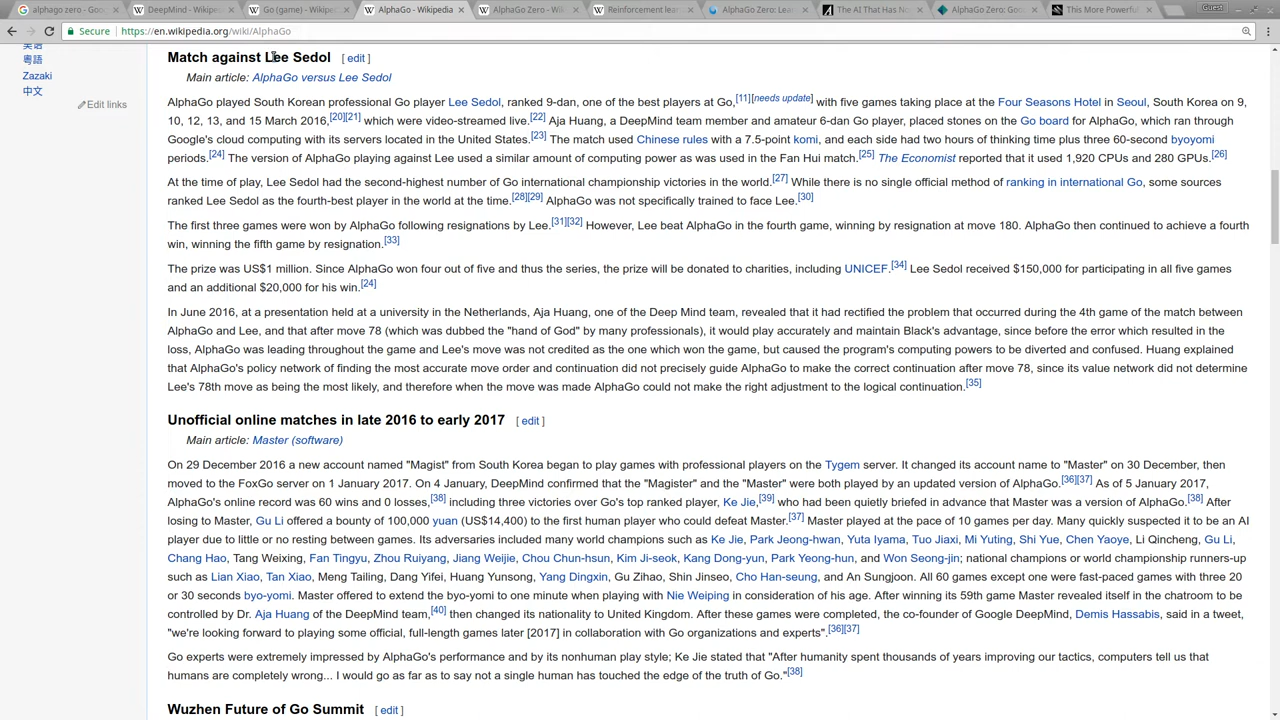 alphago zero - Goo
DeepMind - Wikiped
Go (game) - Wikiped
AlphaGo - Wikipedia
AlphaGo Zero - Wiki
Reinforcement lear
AlphaGo Zero: Lear
The AI That Has No
AlphaGo Zero: Goo
This More Powerful
Guest
Secure https://en.wikipedia.org/wiki/AlphaGo
粵語
Zazaki
中文
Edit links
Match against Lee Sedol [ edit ]
Main article: AlphaGo versus Lee Sedol
AlphaGo played South Korean professional Go player Lee Sedol, ranked 9-dan, one of the best players at Go,[11][needs update] with five games taking place at the Four Seasons Hotel in Seoul, South Korea on 9,
10, 12, 13, and 15 March 2016,[20][21] which were video-streamed live.[22] Aja Huang, a DeepMind team member and amateur 6-dan Go player, placed stones on the Go board for AlphaGo, which ran through
Google's cloud computing with its servers located in the United States.[23] The match used Chinese rules with a 7.5-point komi, and each side had two hours of thinking time plus three 60-second byoyomi
periods.[24] The version of AlphaGo playing against Lee used a similar amount of computing power as was used in the Fan Hui match.[25] The Economist reported that it used 1,920 CPUs and 280 GPUs.[26]
At the time of play, Lee Sedol had the second-highest number of Go international championship victories in the world.[27] While there is no single official method of ranking in international Go, some sources
ranked Lee Sedol as the fourth-best player in the world at the time.[28][29] AlphaGo was not specifically trained to face Lee.[30]
The first three games were won by AlphaGo following resignations by Lee.[31][32] However, Lee beat AlphaGo in the fourth game, winning by resignation at move 180. AlphaGo then continued to achieve a fourth
win, winning the fifth game by resignation.[33]
The prize was US$1 million. Since AlphaGo won four out of five and thus the series, the prize will be donated to charities, including UNICEF.[34] Lee Sedol received $150,000 for participating in all five games
and an additional $20,000 for his win.[24]
In June 2016, at a presentation held at a university in the Netherlands, Aja Huang, one of the Deep Mind team, revealed that it had rectified the problem that occurred during the 4th game of the match between
AlphaGo and Lee, and that after move 78 (which was dubbed the "hand of God" by many professionals), it would play accurately and maintain Black's advantage, since before the error which resulted in the
loss, AlphaGo was leading throughout the game and Lee's move was not credited as the one which won the game, but caused the program's computing powers to be diverted and confused. Huang explained
that AlphaGo's policy network of finding the most accurate move order and continuation did not precisely guide AlphaGo to make the correct continuation after move 78, since its value network did not determine
Lee's 78th move as being the most likely, and therefore when the move was made AlphaGo could not make the right adjustment to the logical continuation.[35]
Unofficial online matches in late 2016 to early 2017 [ edit ]
Main article: Master (software)
On 29 December 2016 a new account named "Magist" from South Korea began to play games with professional players on the Tygem server. It changed its account name to "Master" on 30 December, then
moved to the FoxGo server on 1 January 2017. On 4 January, DeepMind confirmed that the "Magister" and the "Master" were both played by an updated version of AlphaGo.[36][37] As of 5 January 2017,
AlphaGo's online record was 60 wins and 0 losses,[38] including three victories over Go's top ranked player, Ke Jie,[39] who had been quietly briefed in advance that Master was a version of AlphaGo.[38] After
losing to Master, Gu Li offered a bounty of 100,000 yuan (US$14,400) to the first human player who could defeat Master.[37] Master played at the pace of 10 games per day. Many quickly suspected it to be an AI
player due to little or no resting between games. Its adversaries included many world champions such as Ke Jie, Park Jeong-hwan, Yuta Iyama, Tuo Jiaxi, Mi Yuting, Shi Yue, Chen Yaoye, Li Qincheng, Gu Li,
Chang Hao, Tang Weixing, Fan Tingyu, Zhou Ruiyang, Jiang Weijie, Chou Chun-hsun, Kim Ji-seok, Kang Dong-yun, Park Yeong-hun, and Won Seong-jin; national champions or world championship runners-up
such as Lian Xiao, Tan Xiao, Meng Tailing, Dang Yifei, Huang Yunsong, Yang Dingxin, Gu Zihao, Shin Jinseo, Cho Han-seung, and An Sungjoon. All 60 games except one were fast-paced games with three 20
or 30 seconds byo-yomi. Master offered to extend the byo-yomi to one minute when playing with Nie Weiping in consideration of his age. After winning its 59th game Master revealed itself in the chatroom to be
controlled by Dr. Aja Huang of the DeepMind team,[40] then changed its nationality to United Kingdom. After these games were completed, the co-founder of Google DeepMind, Demis Hassabis, said in a tweet,
"we're looking forward to playing some official, full-length games later [2017] in collaboration with Go organizations and experts".[36][37]
Go experts were extremely impressed by AlphaGo's performance and by its nonhuman play style; Ke Jie stated that "After humanity spent thousands of years improving our tactics, computers tell us that
humans are completely wrong... I would go as far as to say not a single human has touched the edge of the truth of Go."[38]
Wuzhen Future of Go Summit [ edit ]